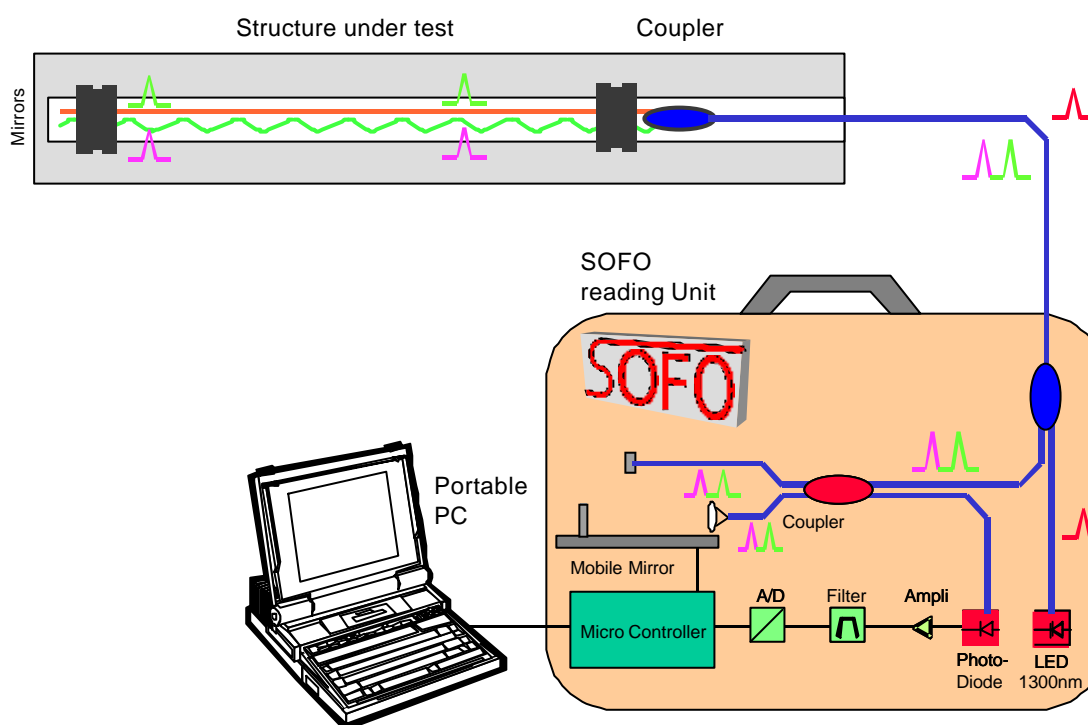 Structure under test
Coupler
Mirrors
SOFO
reading Unit
SOFO
Portable
PC
Coupler
Mobile Mirror
A/D
Filter
Ampli
Micro Controller
Photo-
Diode
LED
1300nm